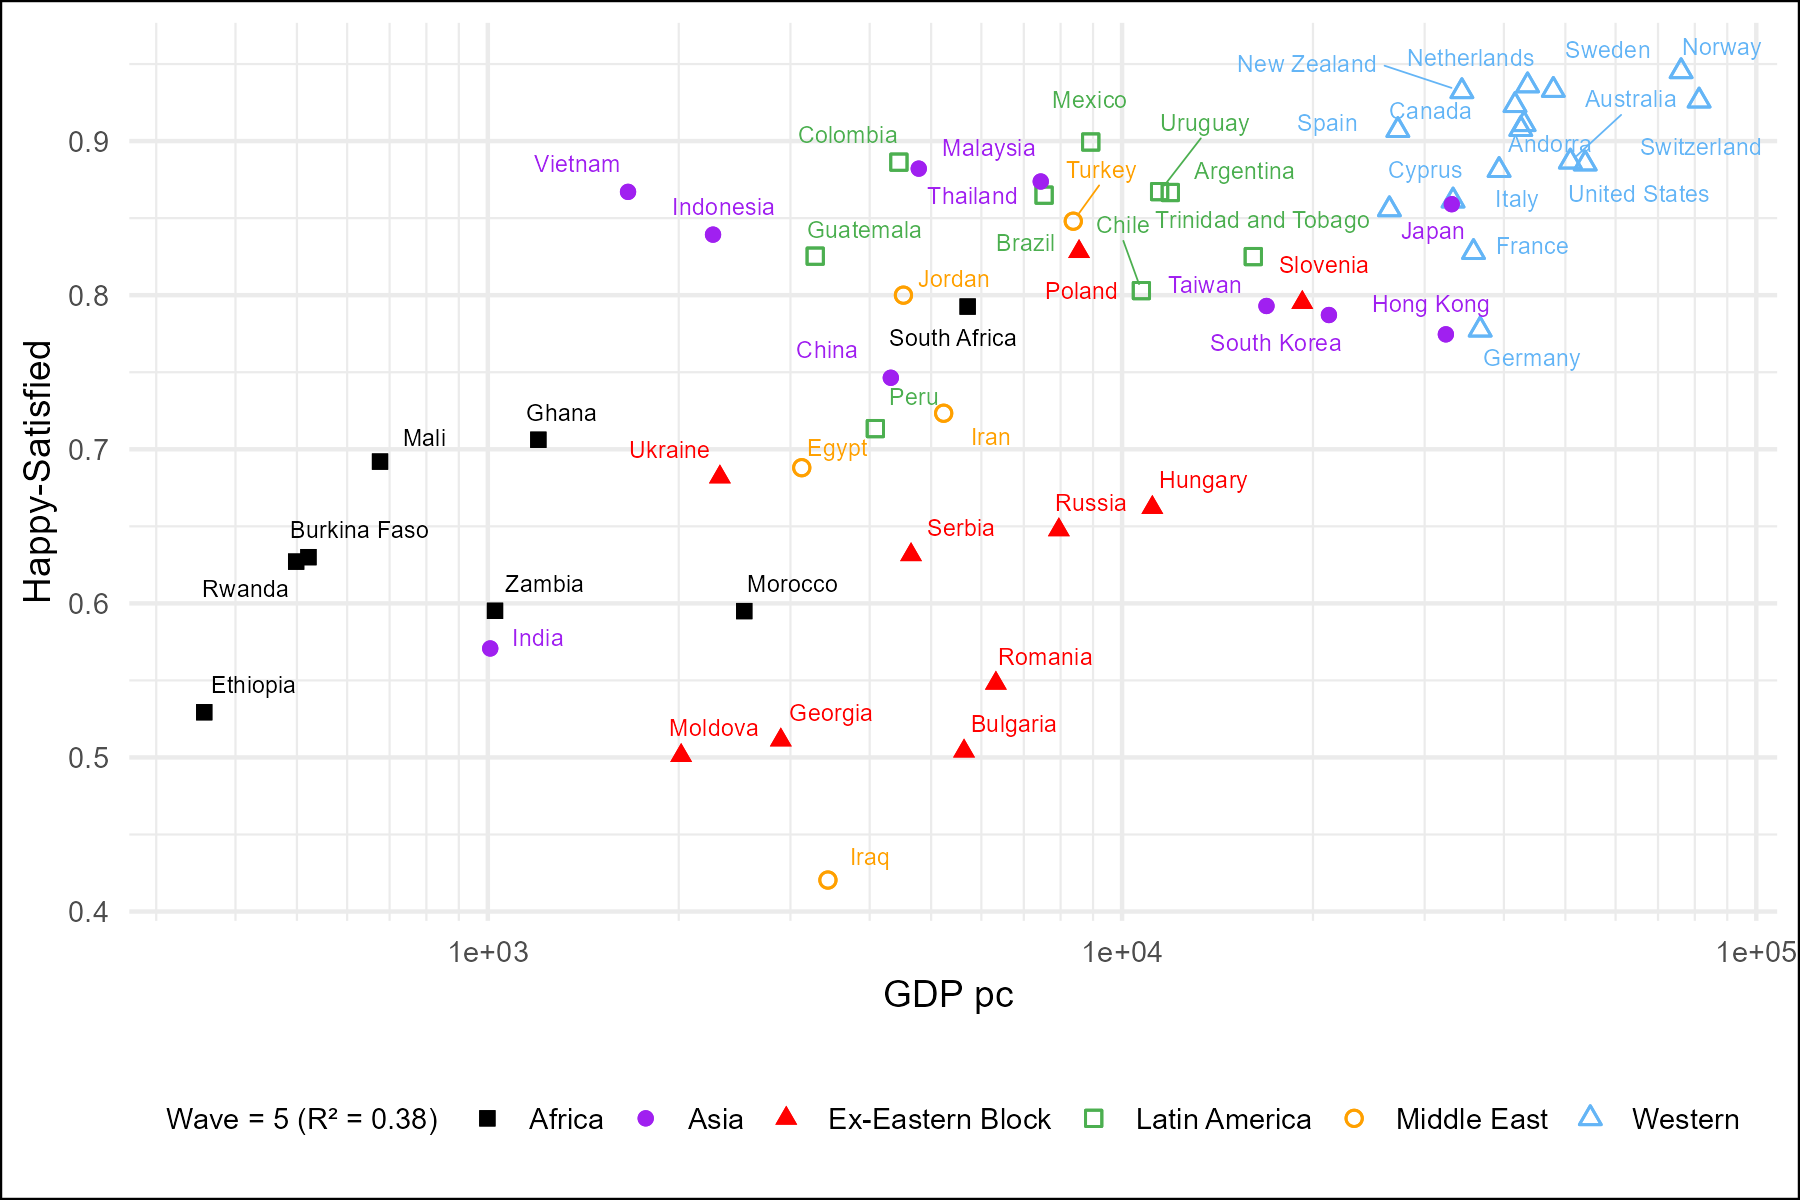 Sweden
Norway
New Zealand
Netherlands
Mexico
Australia
Canada
Colombia
Uruguay
Spain
0.9
Malaysia
Andorra
Switzerland
Vietnam
Turkey
Argentina
Cyprus
Thailand
United States
Italy
Indonesia
Guatemala
Chile
Trinidad and Tobago
Japan
Brazil
France
Slovenia
Jordan
Taiwan
Poland
0.8
Hong Kong
South Africa
South Korea
China
Germany
Peru
Ghana
Mali
Iran
0.7
Ukraine
Egypt
Hungary
Russia
Burkina Faso
Serbia
Rwanda
Zambia
Morocco
0.6
India
Romania
Ethiopia
Georgia
Moldova
Bulgaria
0.5
Iraq
0.4
Happy-Satisfied
1e+03
1e+04
1e+05
GDP pc
Wave = 5 (R² = 0.38)
Africa
Asia
Ex-Eastern Block
Latin America
Middle East
Western